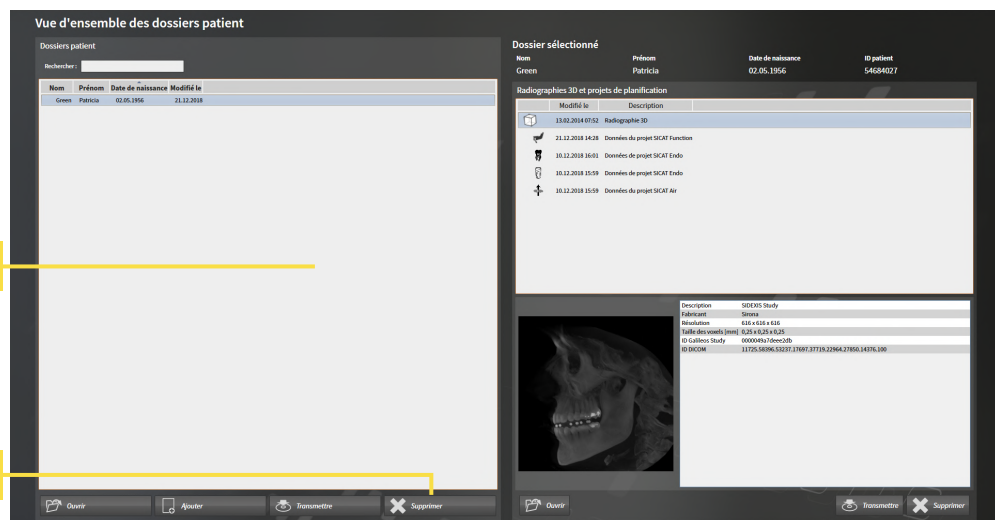 Vue d'ensemble des dossiers patient
Dossiers patient
Rechercher :
Nom Prénom Date de naissance Modifié le
Green Patricia 02.05.1956 21.12.2018
Ouvrir Ajouter Transmettre Supprimer
Dossier sélectionné
Nom Prénom Date de naissance ID patient
Green Patricia 02.05.1956 54684027
Radiographies 3D et projets de planification
Modifié le Description
13.02.2014 07:52 Radiographie 3D
21.12.2018 14:28 Données du projet SICAT Function
10.12.2018 16:01 Données de projet SICAT Endo
10.12.2018 15:59 Données de projet SICAT Endo
10.12.2018 15:59 Données du projet SICAT Air
Description SIDEXIS Study
Fabricant Sirona
Résolution 616 x 616 x 616
Taille des voxels [mm] 0,25 x 0,25 x 0,25
ID Galileos Study 0000049a7deee2db
ID DICOM 11725.58396.53237.17697.37719.22964.27850.14376.100
Ouvrir Transmettre Supprimer